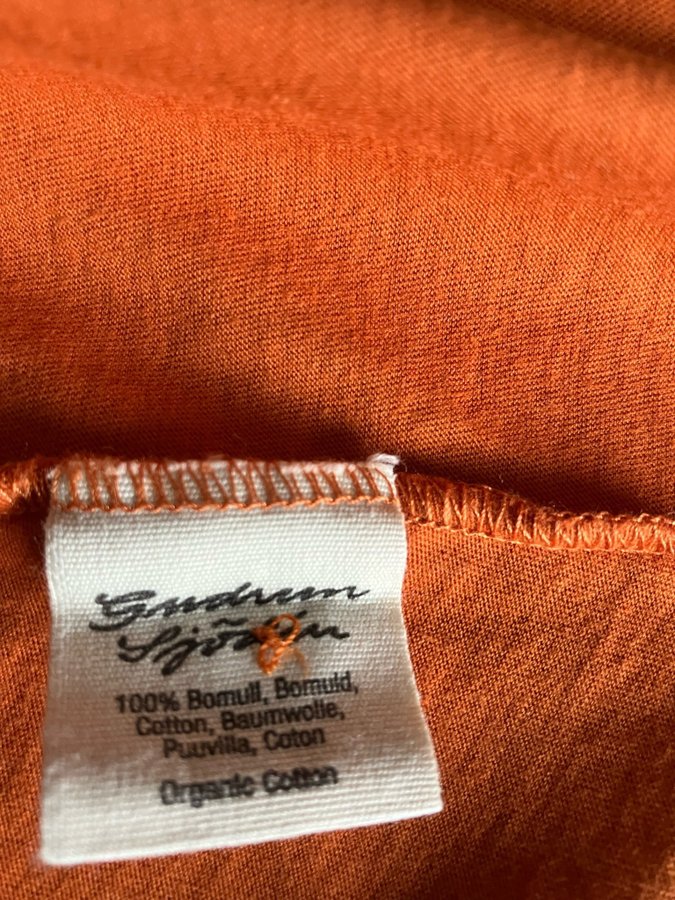 Gudrun
Sjödén
100% Bomull, Bomuld,
Cotton, Baumwolle,
Puuvilla, Coton
Organic Cotton